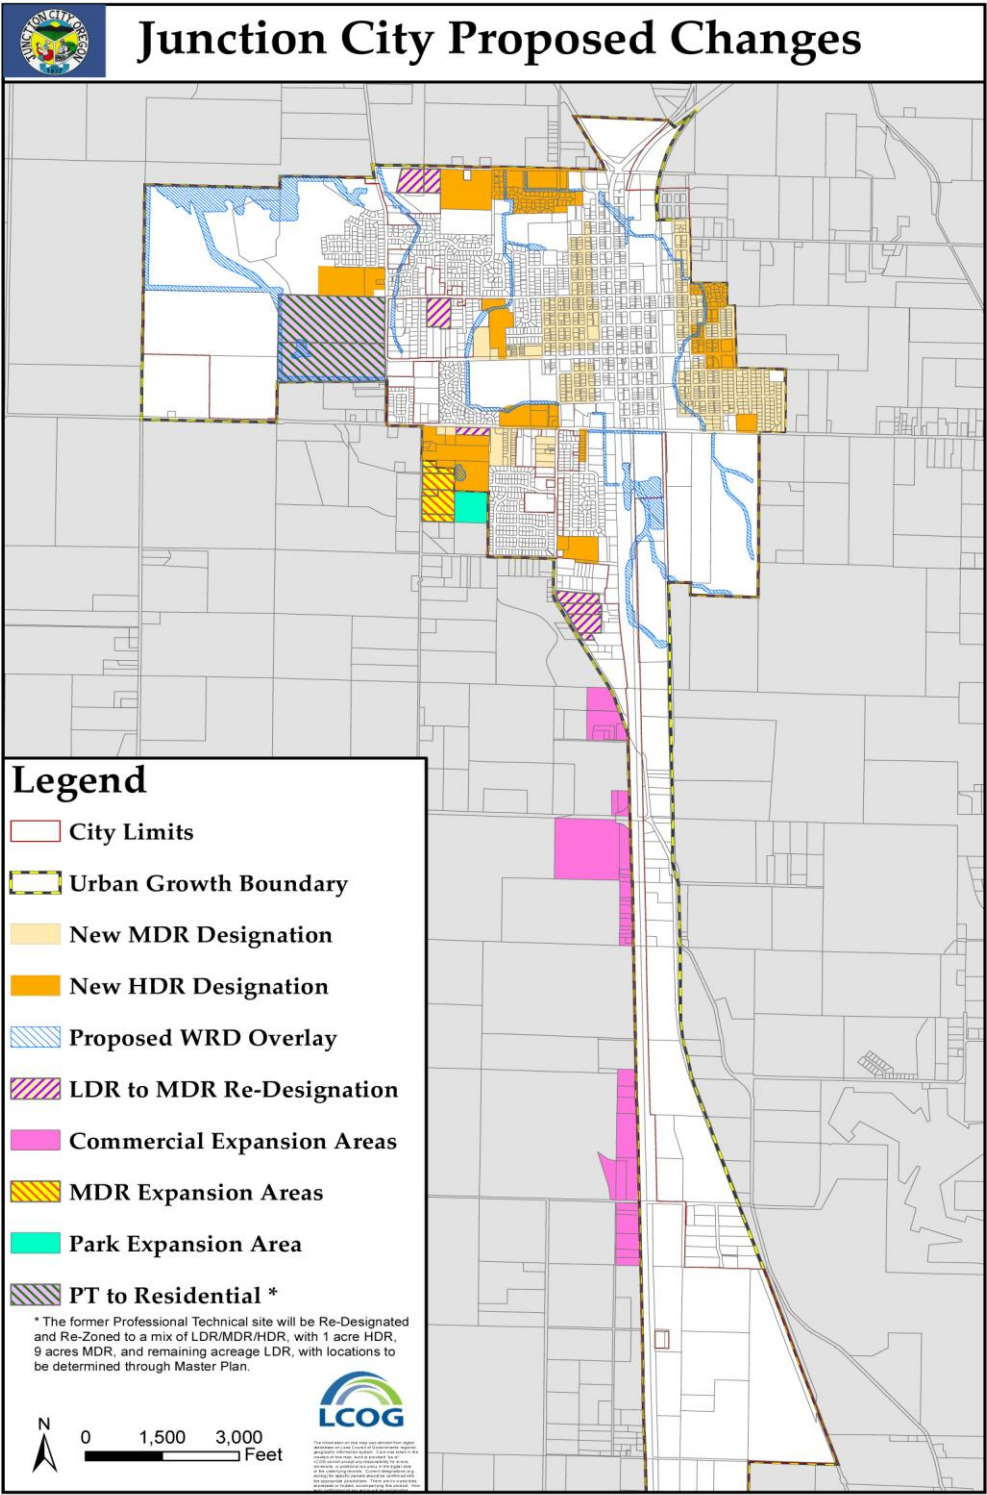 JUNCTION CITY, OREGON
1872
Junction City Proposed Changes
Legend
City Limits
Urban Growth Boundary
New MDR Designation
New HDR Designation
Proposed WRD Overlay
LDR to MDR Re-Designation
Commercial Expansion Areas
MDR Expansion Areas
Park Expansion Area
PT to Residential *
* The former Professional Technical site will be Re-Designated
and Re-Zoned to a mix of LDR/MDR/HDR, with 1 acre HDR,
9 acres MDR, and remaining acreage LDR, with locations to
be determined through Master Plan.
LCOG
N
0 1,500 3,000
Feet